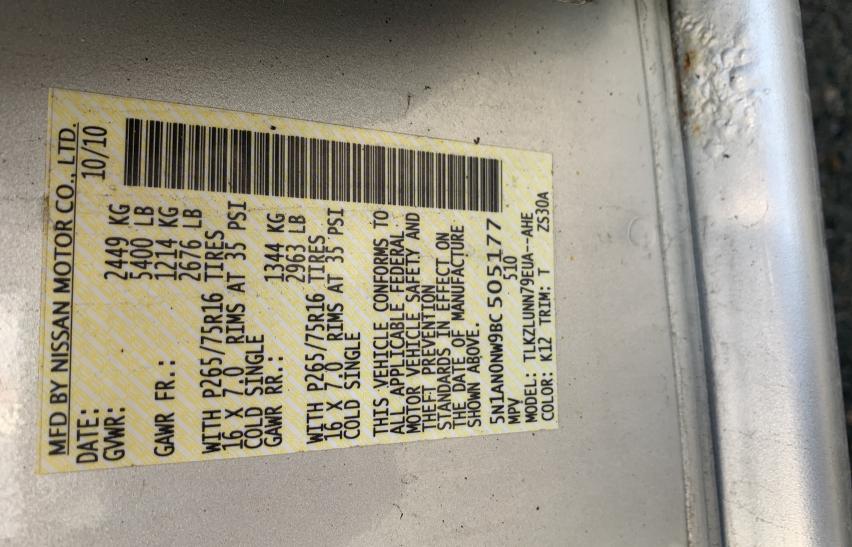 MFD BY NISSAN MOTOR CO., LTD.
DATE: 10/10
GVWR: 2449 KG
5400 LB
GAWR FR.: 1214 KG
2676 LB
WITH P265/75R16 TIRES
16 X 7.0 RIMS AT 35 PSI
COLD SINGLE
GAWR RR.: 1344 KG
2963 LB
WITH P265/75R16 TIRES
16 X 7.0 RIMS AT 35 PSI
COLD SINGLE
THIS VEHICLE CONFORMS TO
ALL APPLICABLE FEDERAL
MOTOR VEHICLE SAFETY AND
THEFT PREVENTION
STANDARDS IN EFFECT ON
THE DATE OF MANUFACTURE
SHOWN ABOVE.
5N1AN0NW9BC505177
MPV 510
MODEL: TLKZLUNN79EUA--AHE
COLOR: K12 TRIM: T ZS30A